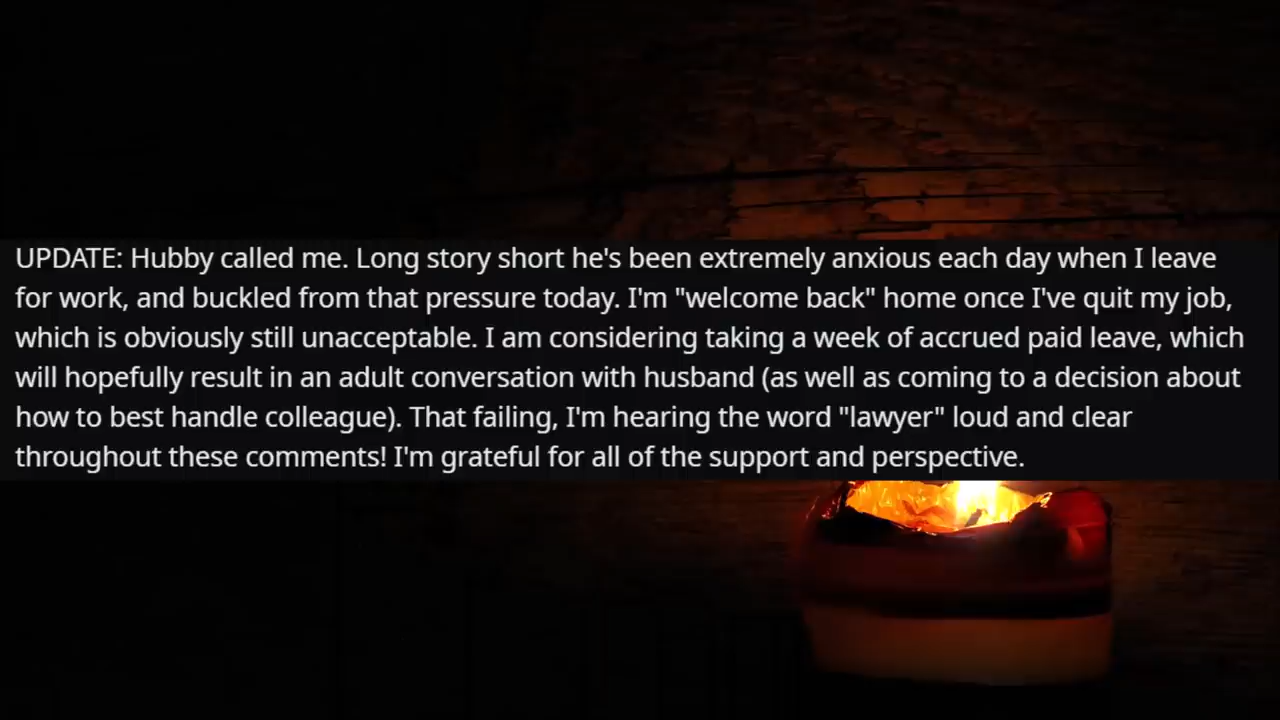 UPDATE: Hubby called me. Long story short he's been extremely anxious each day when I leave
for work, and buckled from that pressure today. I'm "welcome back" home once I've quit my job,
which is obviously still unacceptable. I am considering taking a week of accrued paid leave, which
will hopefully result in an adult conversation with husband (as well as coming to a decision about
how to best handle colleague). That failing, I'm hearing the word "lawyer" loud and clear
throughout these comments! I'm grateful for all of the support and perspective.